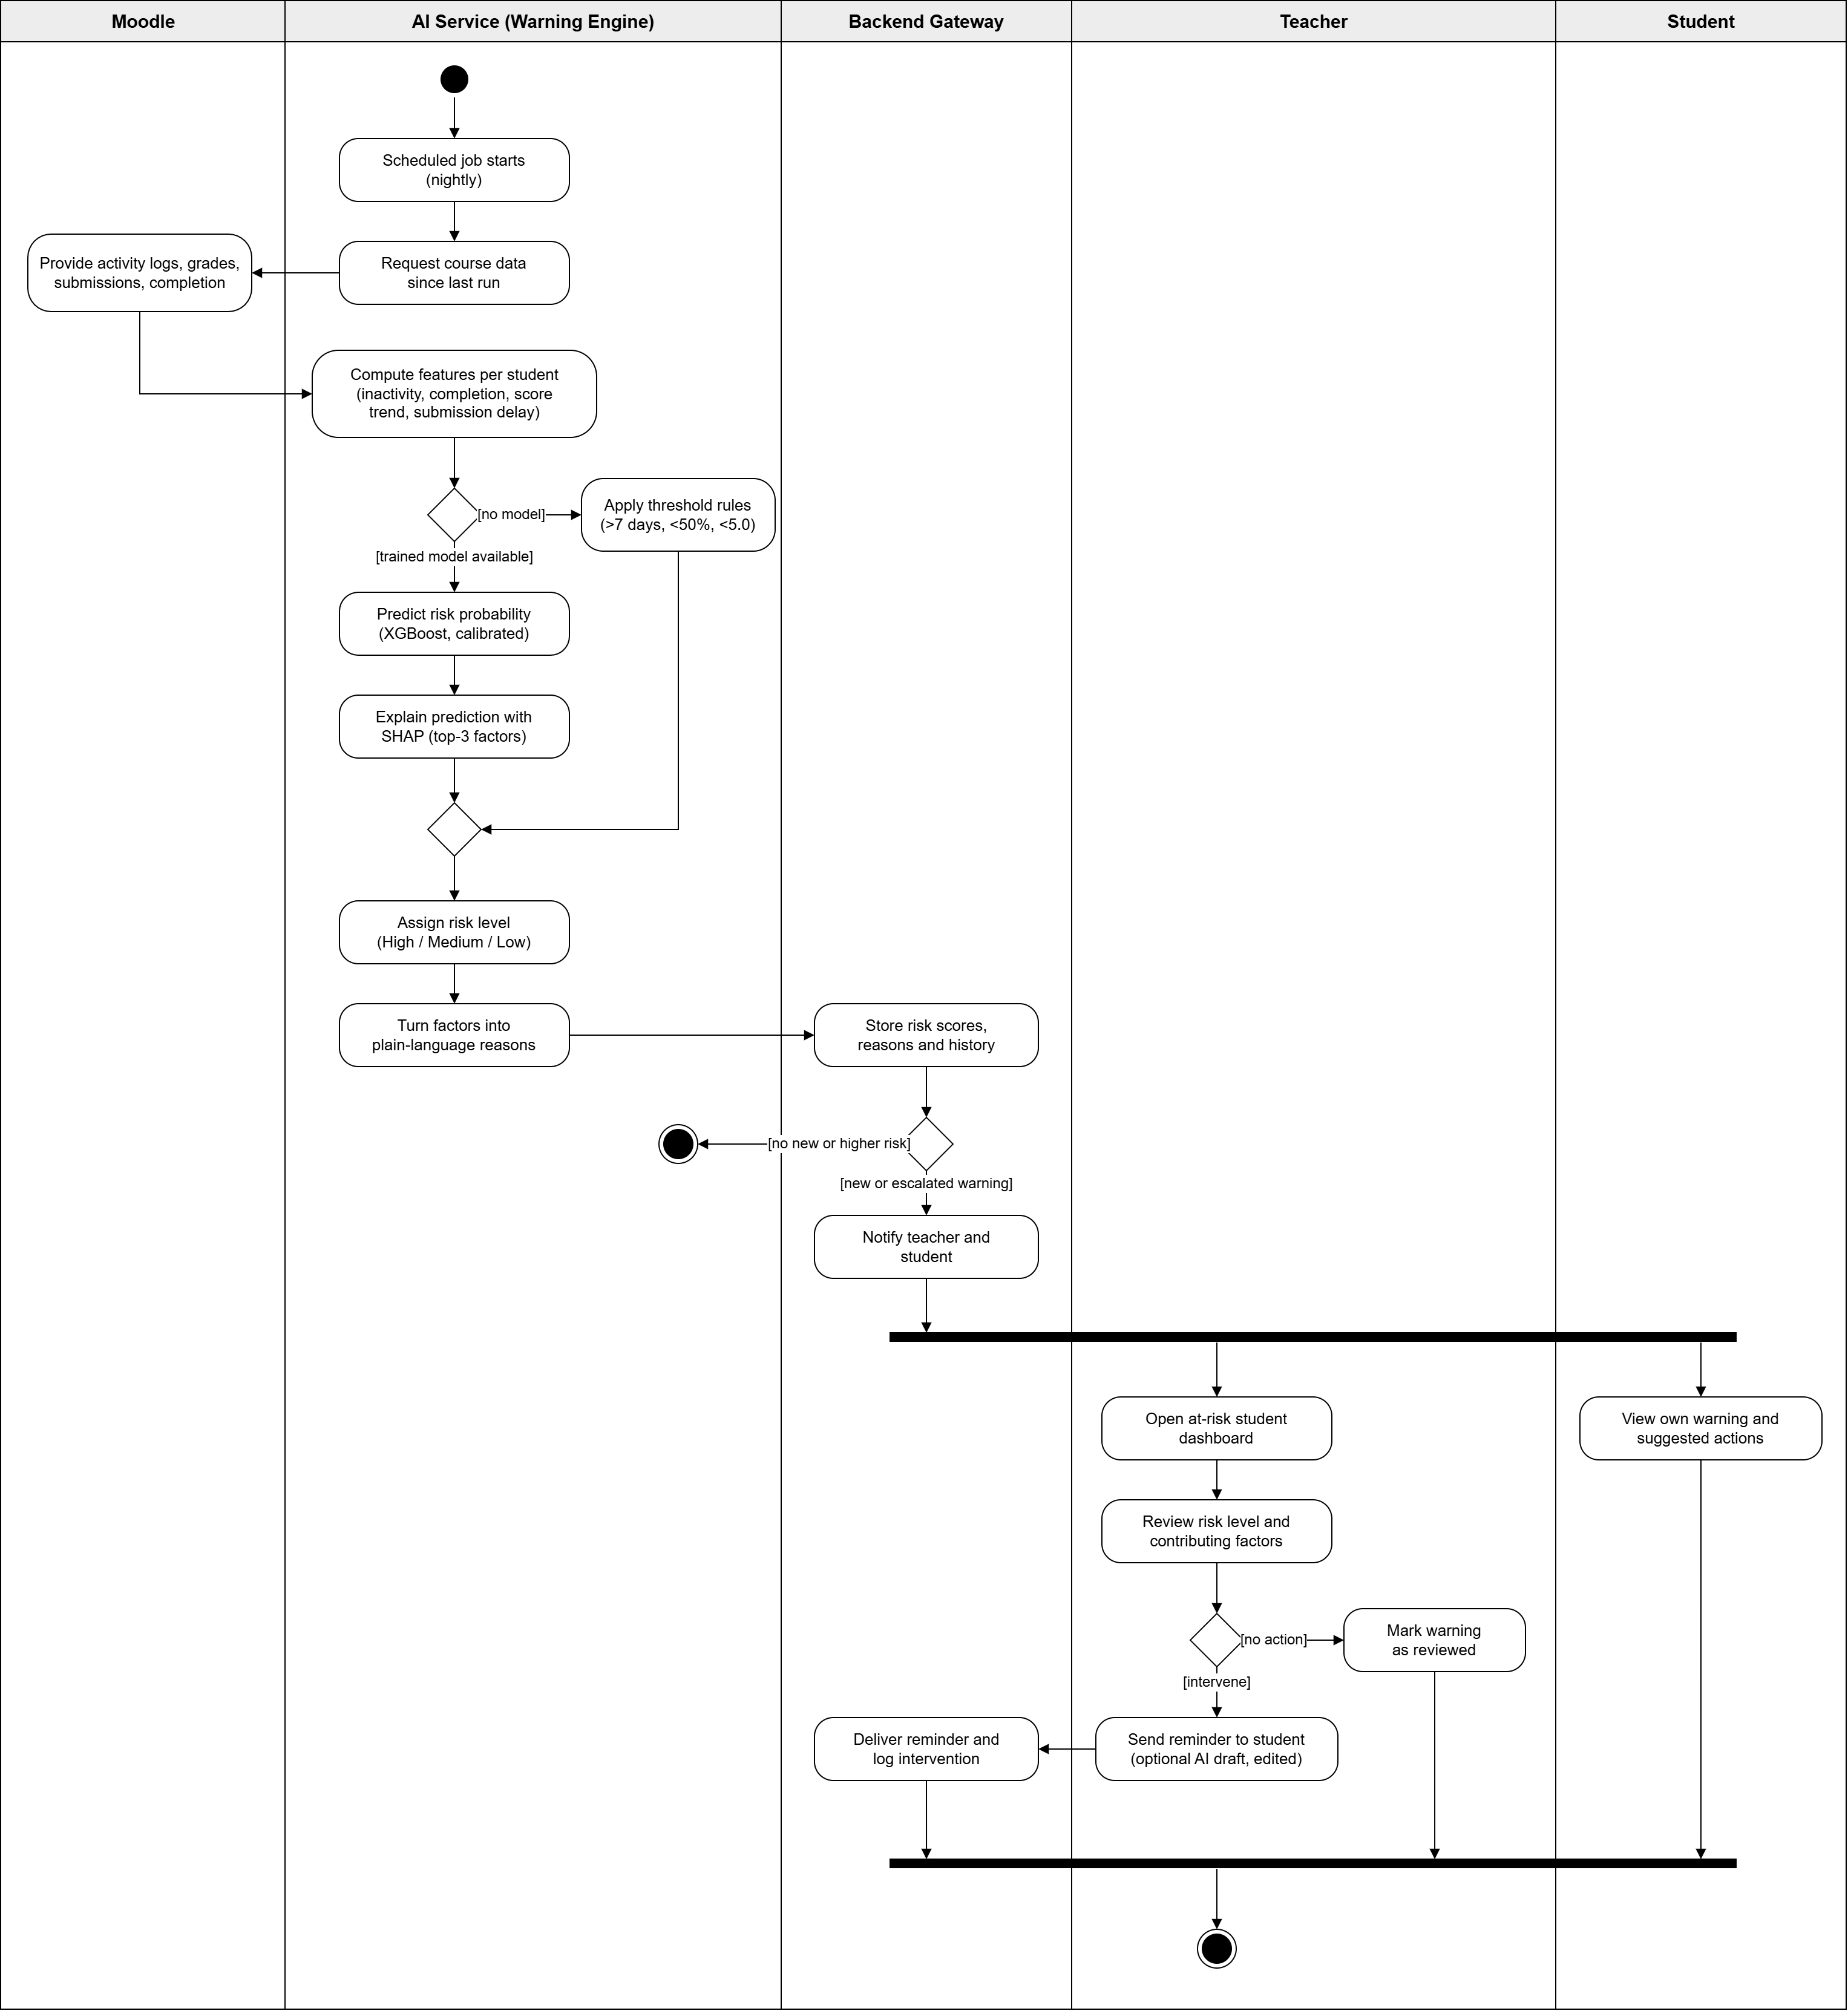 Moodle
AI Service (Warning Engine)
Backend Gateway
Teacher
Student
Scheduled job starts
(nightly)
Provide activity logs, grades,
submissions, completion
Request course data
since last run
Compute features per student
(inactivity, completion, score
trend, submission delay)
[no model]
Apply threshold rules
(>7 days, <50%, <5.0)
[trained model available]
Predict risk probability
(XGBoost, calibrated)
Explain prediction with
SHAP (top-3 factors)
Assign risk level
(High / Medium / Low)
Turn factors into
plain-language reasons
Store risk scores,
reasons and history
[no new or higher risk]
[new or escalated warning]
Notify teacher and
student
Open at-risk student
dashboard
View own warning and
suggested actions
Review risk level and
contributing factors
[no action]
Mark warning
as reviewed
[intervene]
Deliver reminder and
log intervention
Send reminder to student
(optional AI draft, edited)